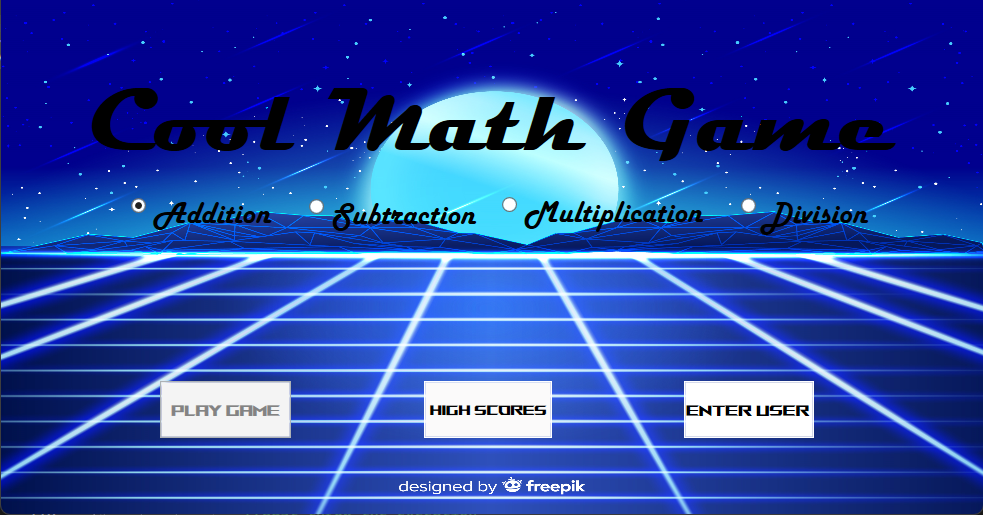 Cool Math Game
Addition Subtraction Multiplication Division
PLAY GAME HIGH SCORES ENTER USER
designed by freepik